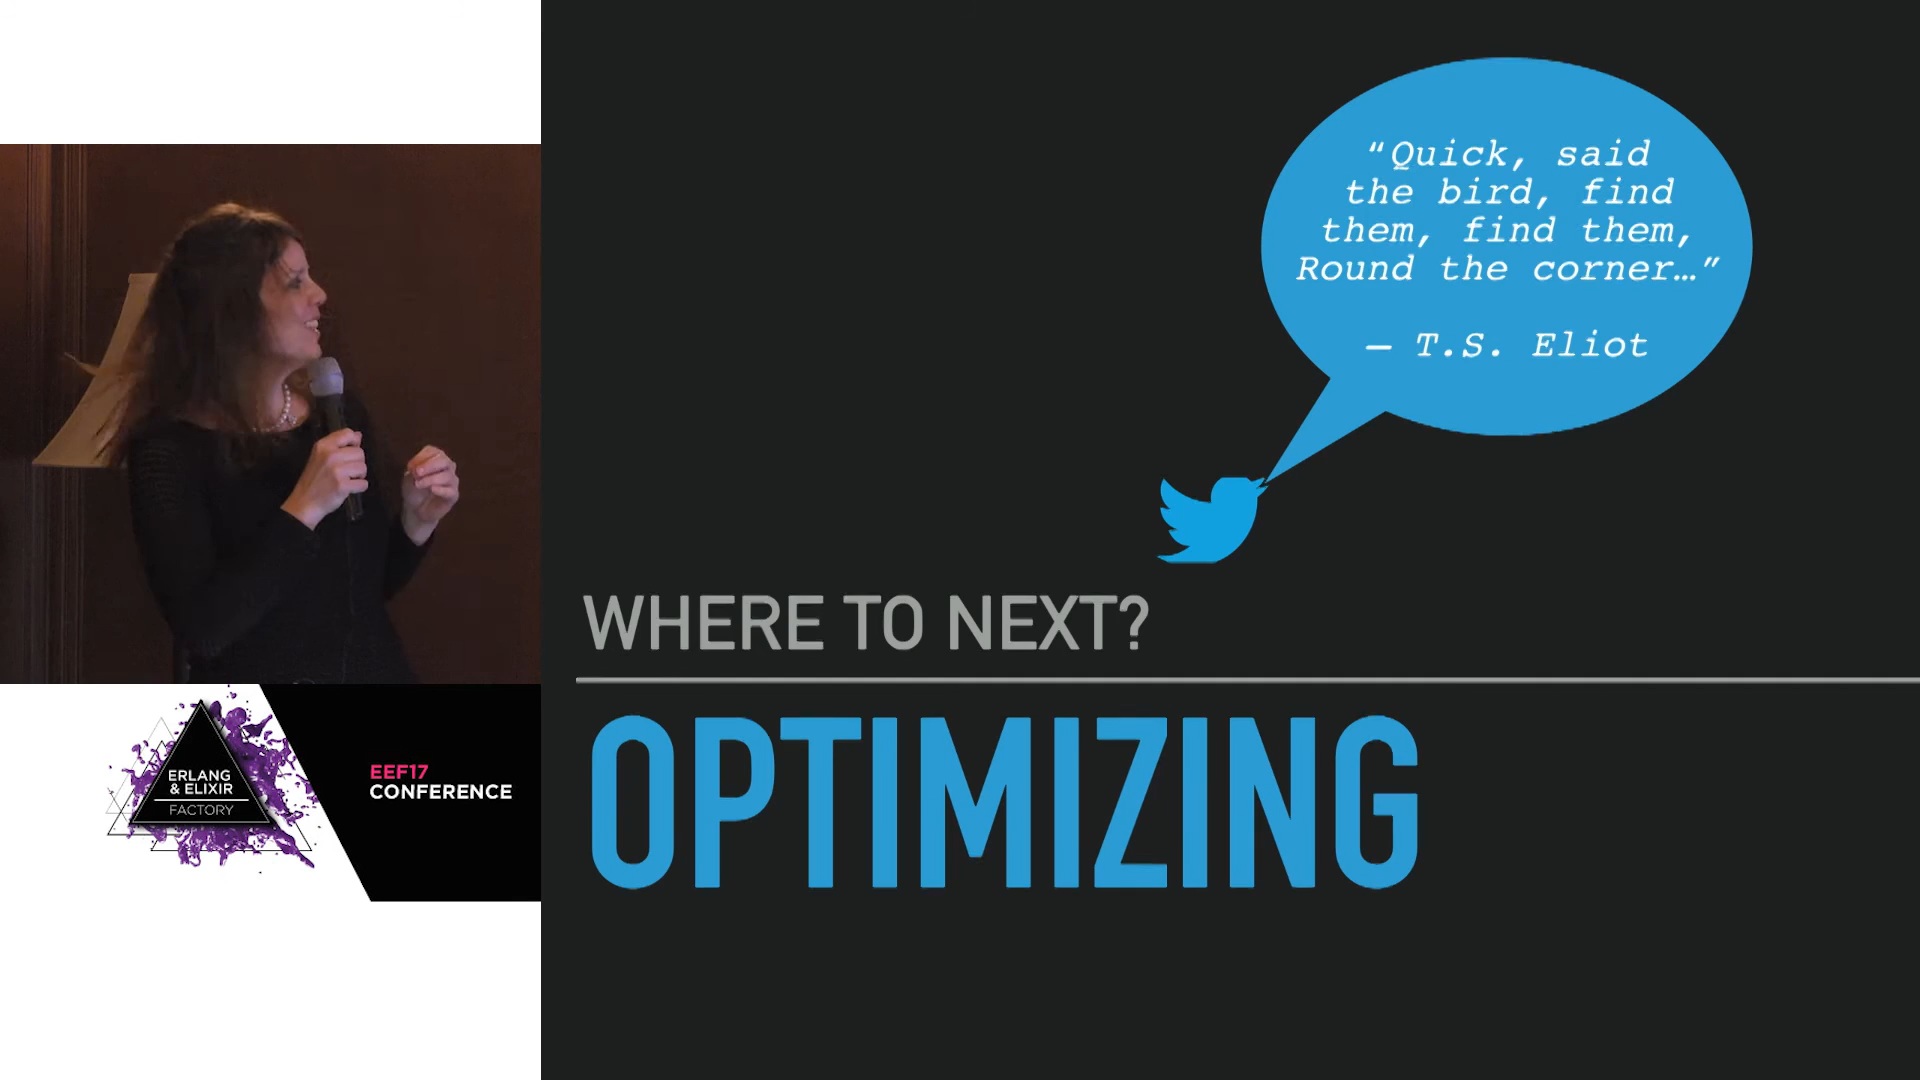 “Quick, said
the bird, find
them, find them,
Round the corner…”
— T.S. Eliot
WHERE TO NEXT?
OPTIMIZING
ERLANG
& ELIXIR
FACTORY
EEF17
CONFERENCE